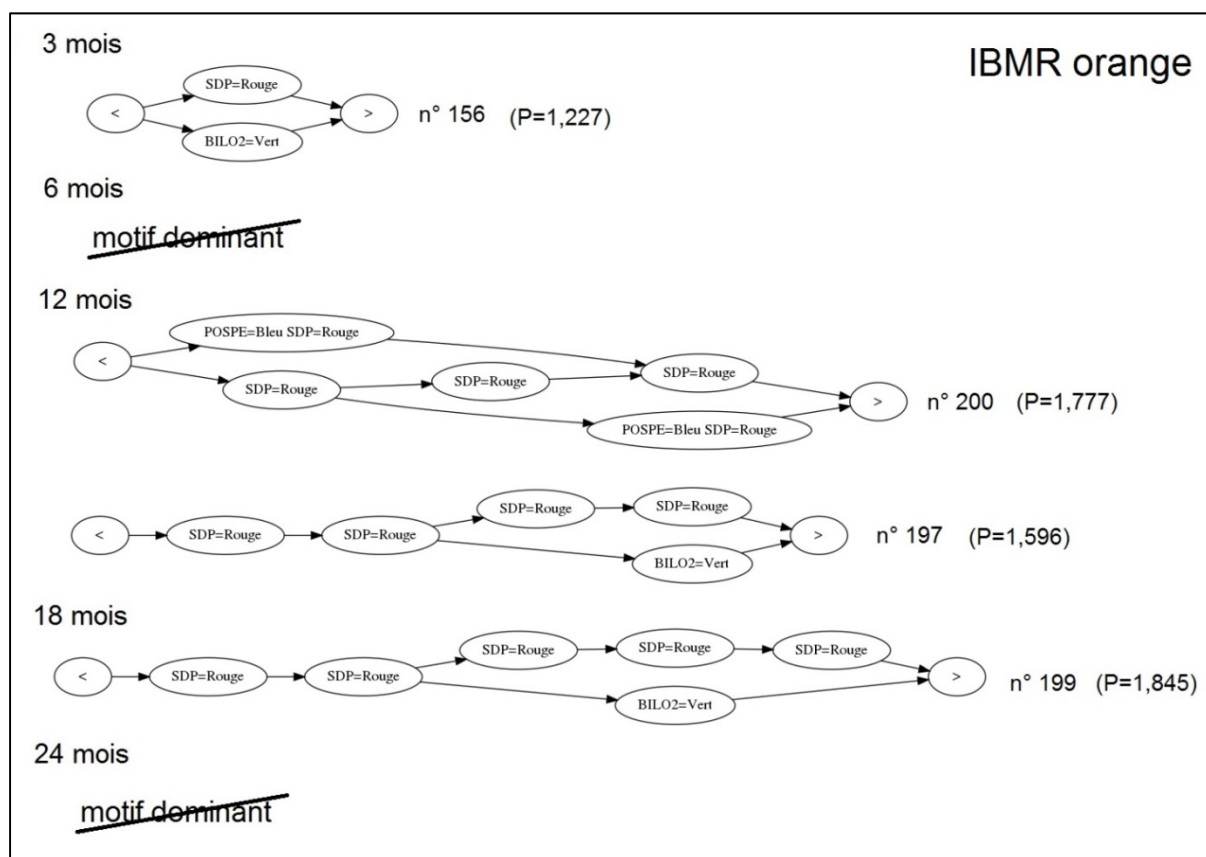 3 mois
IBMR orange
SDP=Rouge
< > n° 156 (P=1,227)
BILO2=Vert
6 mois
motif dominant
12 mois
POSPE=Bleu SDP=Rouge
<
SDP=Rouge SDP=Rouge SDP=Rouge
> n° 200 (P=1,777)
POSPE=Bleu SDP=Rouge
SDP=Rouge SDP=Rouge
< SDP=Rouge SDP=Rouge > n° 197 (P=1,596)
BILO2=Vert
18 mois
SDP=Rouge SDP=Rouge SDP=Rouge
< SDP=Rouge SDP=Rouge > n° 199 (P=1,845)
BILO2=Vert
24 mois
motif dominant